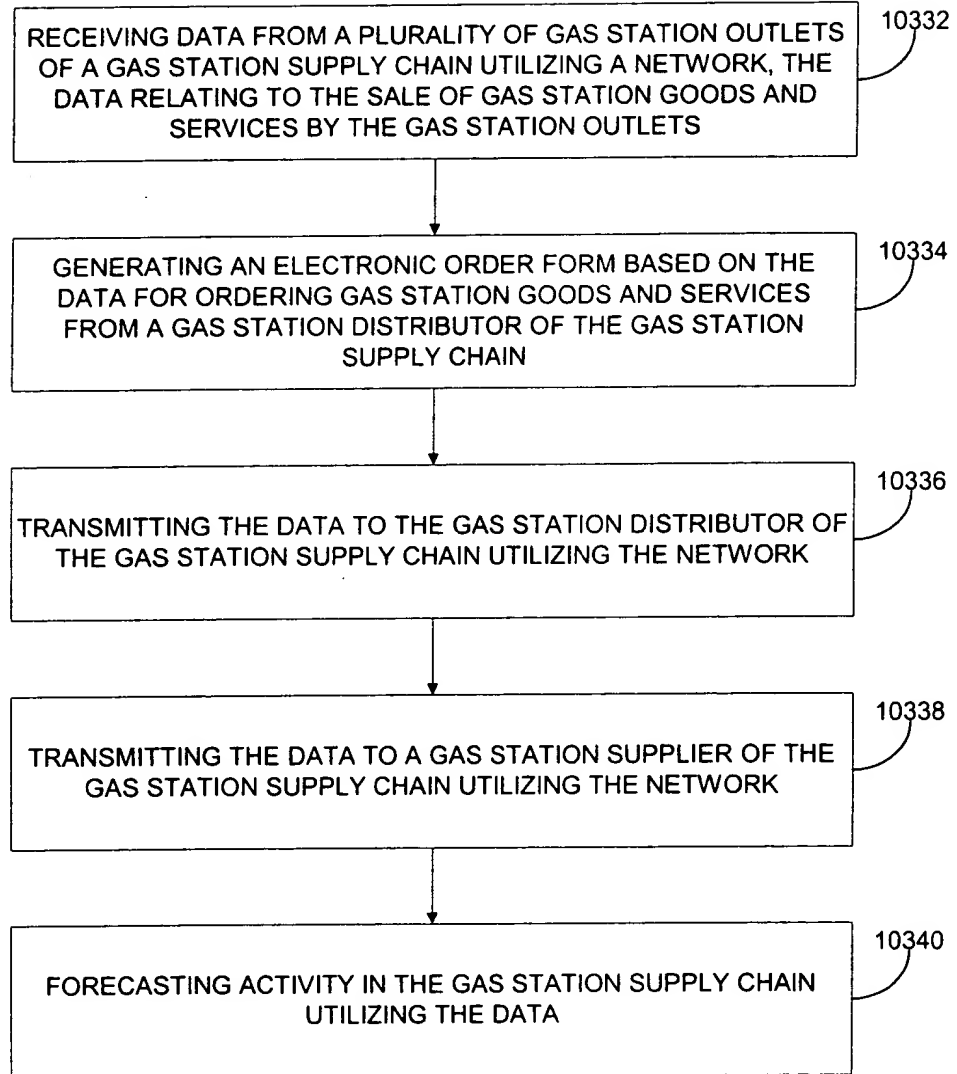 10332
RECEIVING DATA FROM A PLURALITY OF GAS STATION OUTLETS
OF A GAS STATION SUPPLY CHAIN UTILIZING A NETWORK, THE
DATA RELATING TO THE SALE OF GAS STATION GOODS AND
SERVICES BY THE GAS STATION OUTLETS
10334
GENERATING AN ELECTRONIC ORDER FORM BASED ON THE
DATA FOR ORDERING GAS STATION GOODS AND SERVICES
FROM A GAS STATION DISTRIBUTOR OF THE GAS STATION
SUPPLY CHAIN
10336
TRANSMITTING THE DATA TO THE GAS STATION DISTRIBUTOR OF
THE GAS STATION SUPPLY CHAIN UTILIZING THE NETWORK
10338
TRANSMITTING THE DATA TO A GAS STATION SUPPLIER OF THE
GAS STATION SUPPLY CHAIN UTILIZING THE NETWORK
10340
FORECASTING ACTIVITY IN THE GAS STATION SUPPLY CHAIN
UTILIZING THE DATA